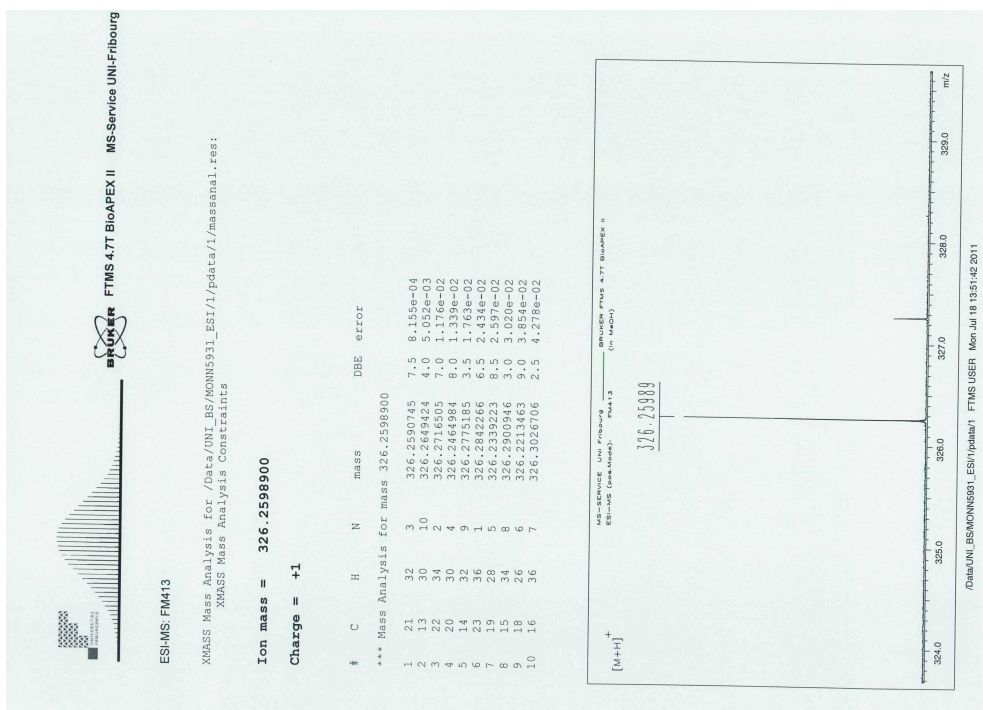 UNIVERSITAS
FRIBURGENSIS
BRUKER FTMS 4.7T BioAPEX II MS-Service UNI-Fribourg
ESI-MS: FM413
XMASS Mass Analysis for /Data/UNI_BS/MONN5931_ESI/1/pdata/1/massanal.res:
XMASS Mass Analysis Constraints
Ion mass = 326.2598900
Charge = +1
# C H N mass DBE error
*** Mass Analysis for mass 326.2598900
1 21 32 3 326.2590745 7.5 8.155e-04
2 13 30 10 326.2649424 4.0 5.052e-03
3 22 34 2 326.2716505 7.0 1.176e-02
4 20 30 4 326.2464984 8.0 1.339e-02
5 14 32 9 326.2775185 3.5 1.763e-02
6 23 36 1 326.2842266 6.5 2.434e-02
7 19 28 5 326.2339223 8.5 2.597e-02
8 15 34 8 326.2900946 3.0 3.020e-02
9 18 26 6 326.2213463 9.0 3.854e-02
10 16 36 7 326.3026706 2.5 4.278e-02
[M+H]+
MS-SERVICE UNI Fribourg BRUKER FTMS 4.7T BioAPEX II
ESI-MS (pos.Mode): FM413 (in MeOH)
326.25989
324.0 325.0 326.0 327.0 328.0 329.0 m/z
/Data/UNI_BS/MONN5931_ESI/1/pdata/1 FTMS USER Mon Jul 18 13:51:42 2011